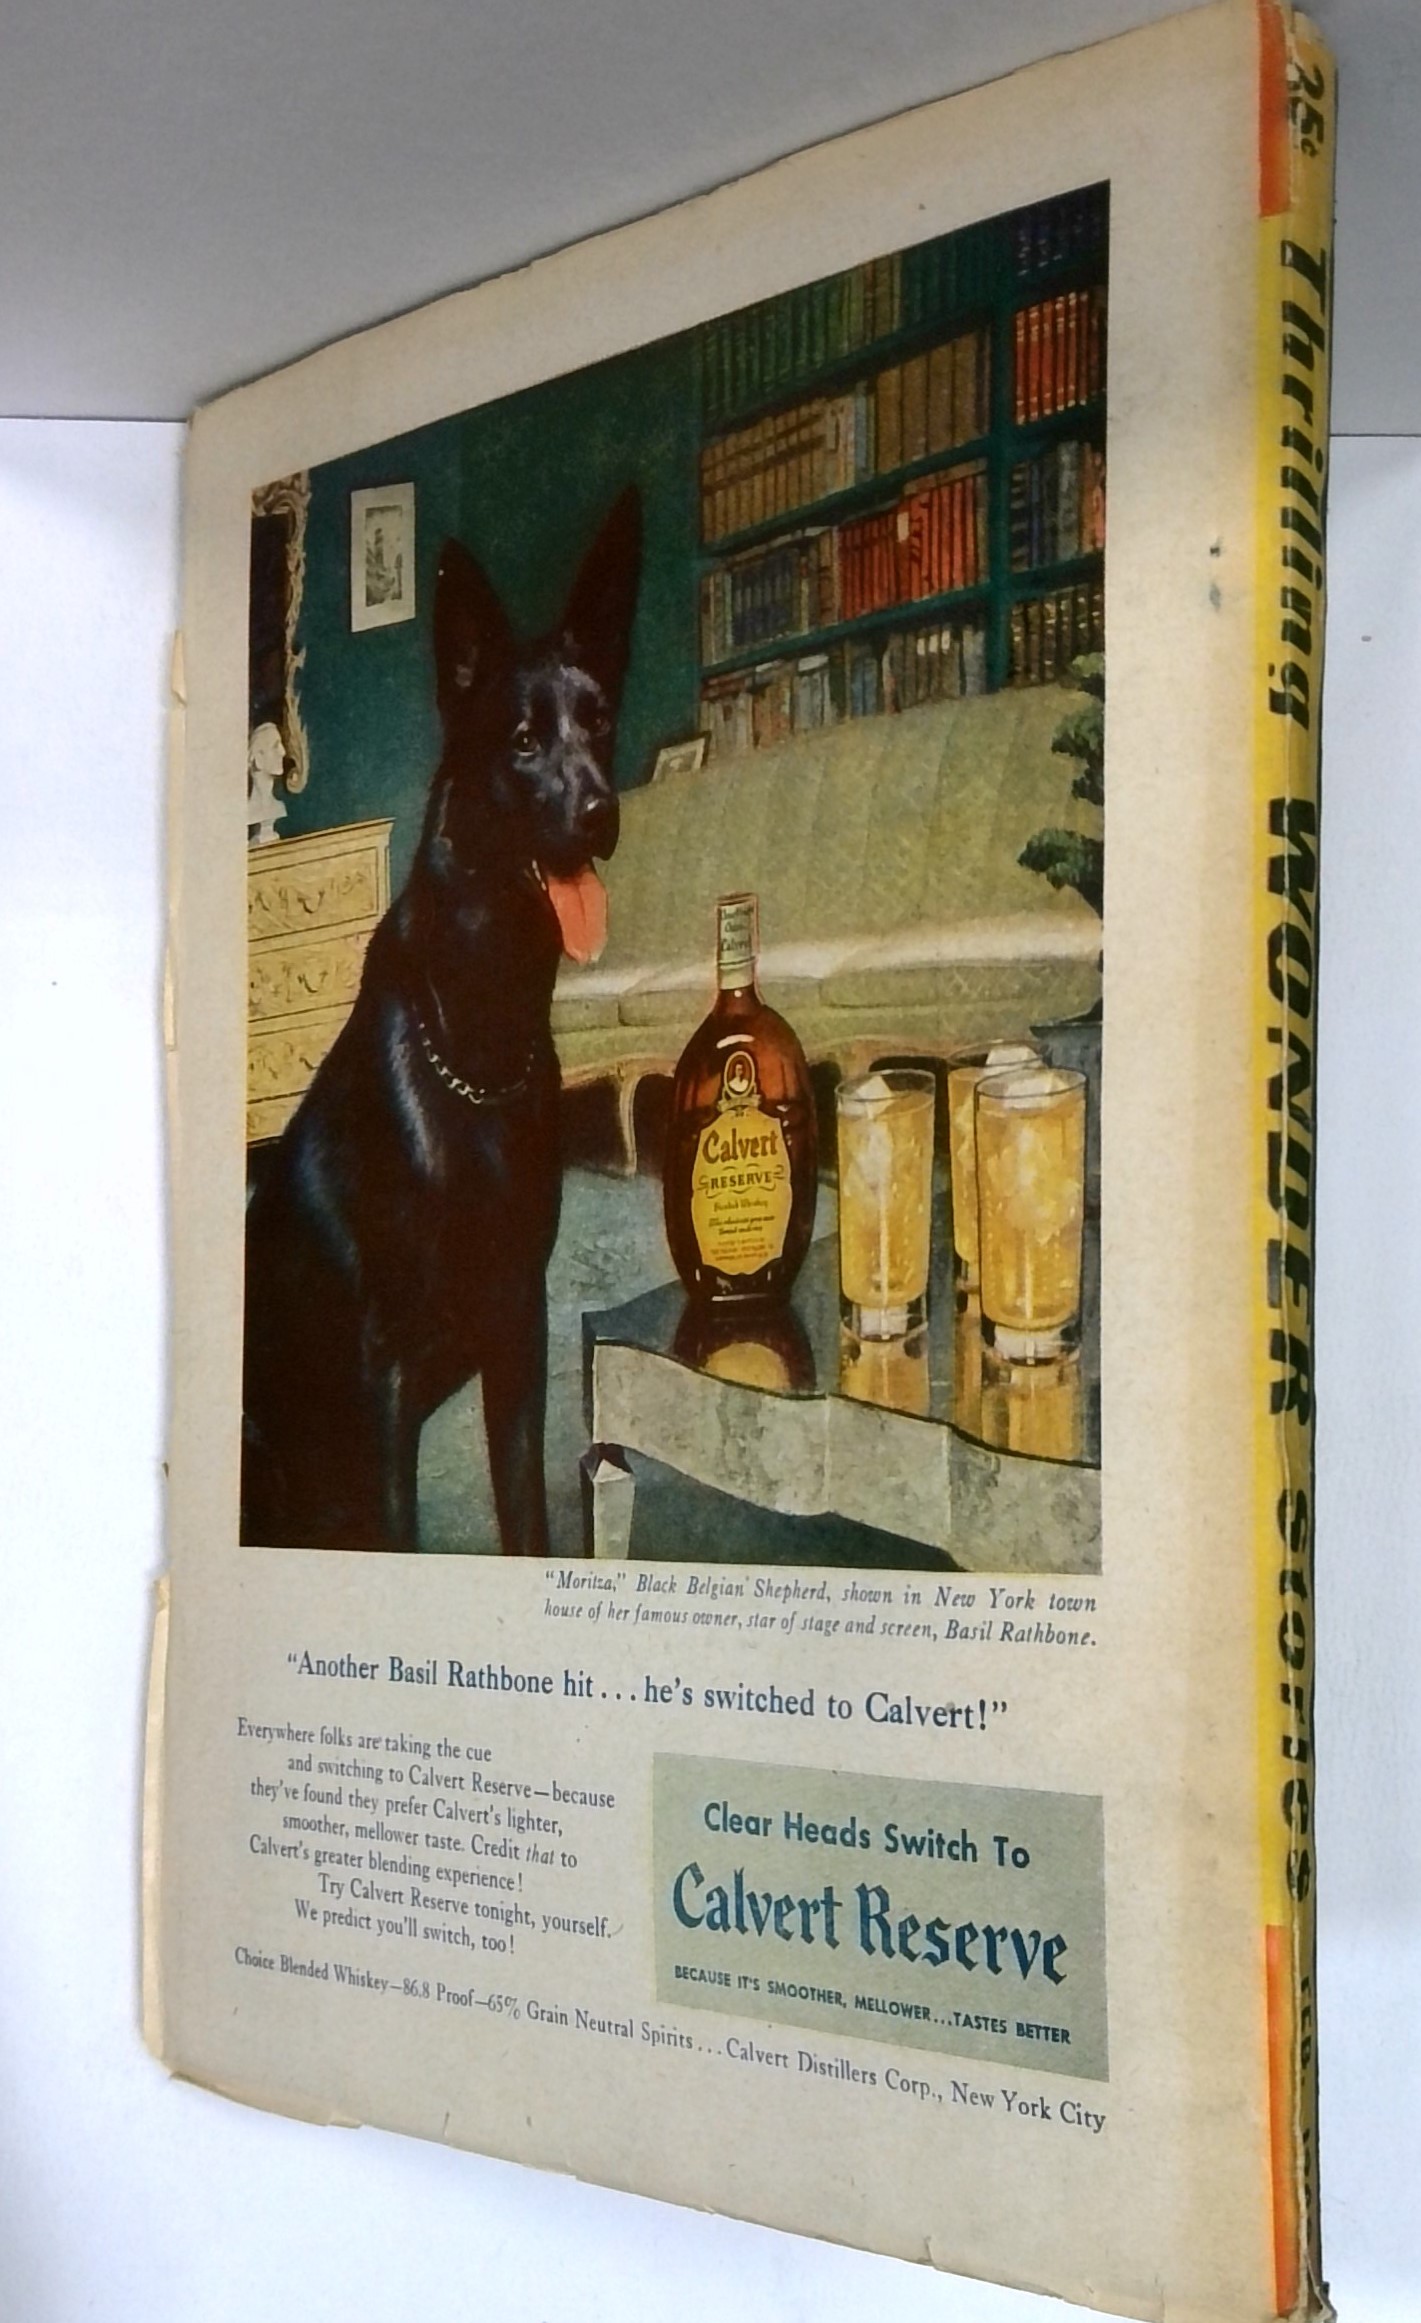 25¢ Thrilling WONDER STORIES FEB.
Calvert
Calvert
RESERVE
Blended Whiskey
"Moritza," Black Belgian Shepherd, shown in New York town
house of her famous owner, star of stage and screen, Basil Rathbone.
"Another Basil Rathbone hit...he's switched to Calvert!"
Everywhere folks are taking the cue
and switching to Calvert Reserve—because
they've found they prefer Calvert's lighter,
smoother, mellower taste. Credit that to
Calvert's greater blending experience!
Try Calvert Reserve tonight, yourself.
We predict you'll switch, too!
Clear Heads Switch To
Calvert Reserve
BECAUSE IT'S SMOOTHER, MELLOWER...TASTES BETTER
Choice Blended Whiskey—86.8 Proof—65% Grain Neutral Spirits...Calvert Distillers Corp., New York City